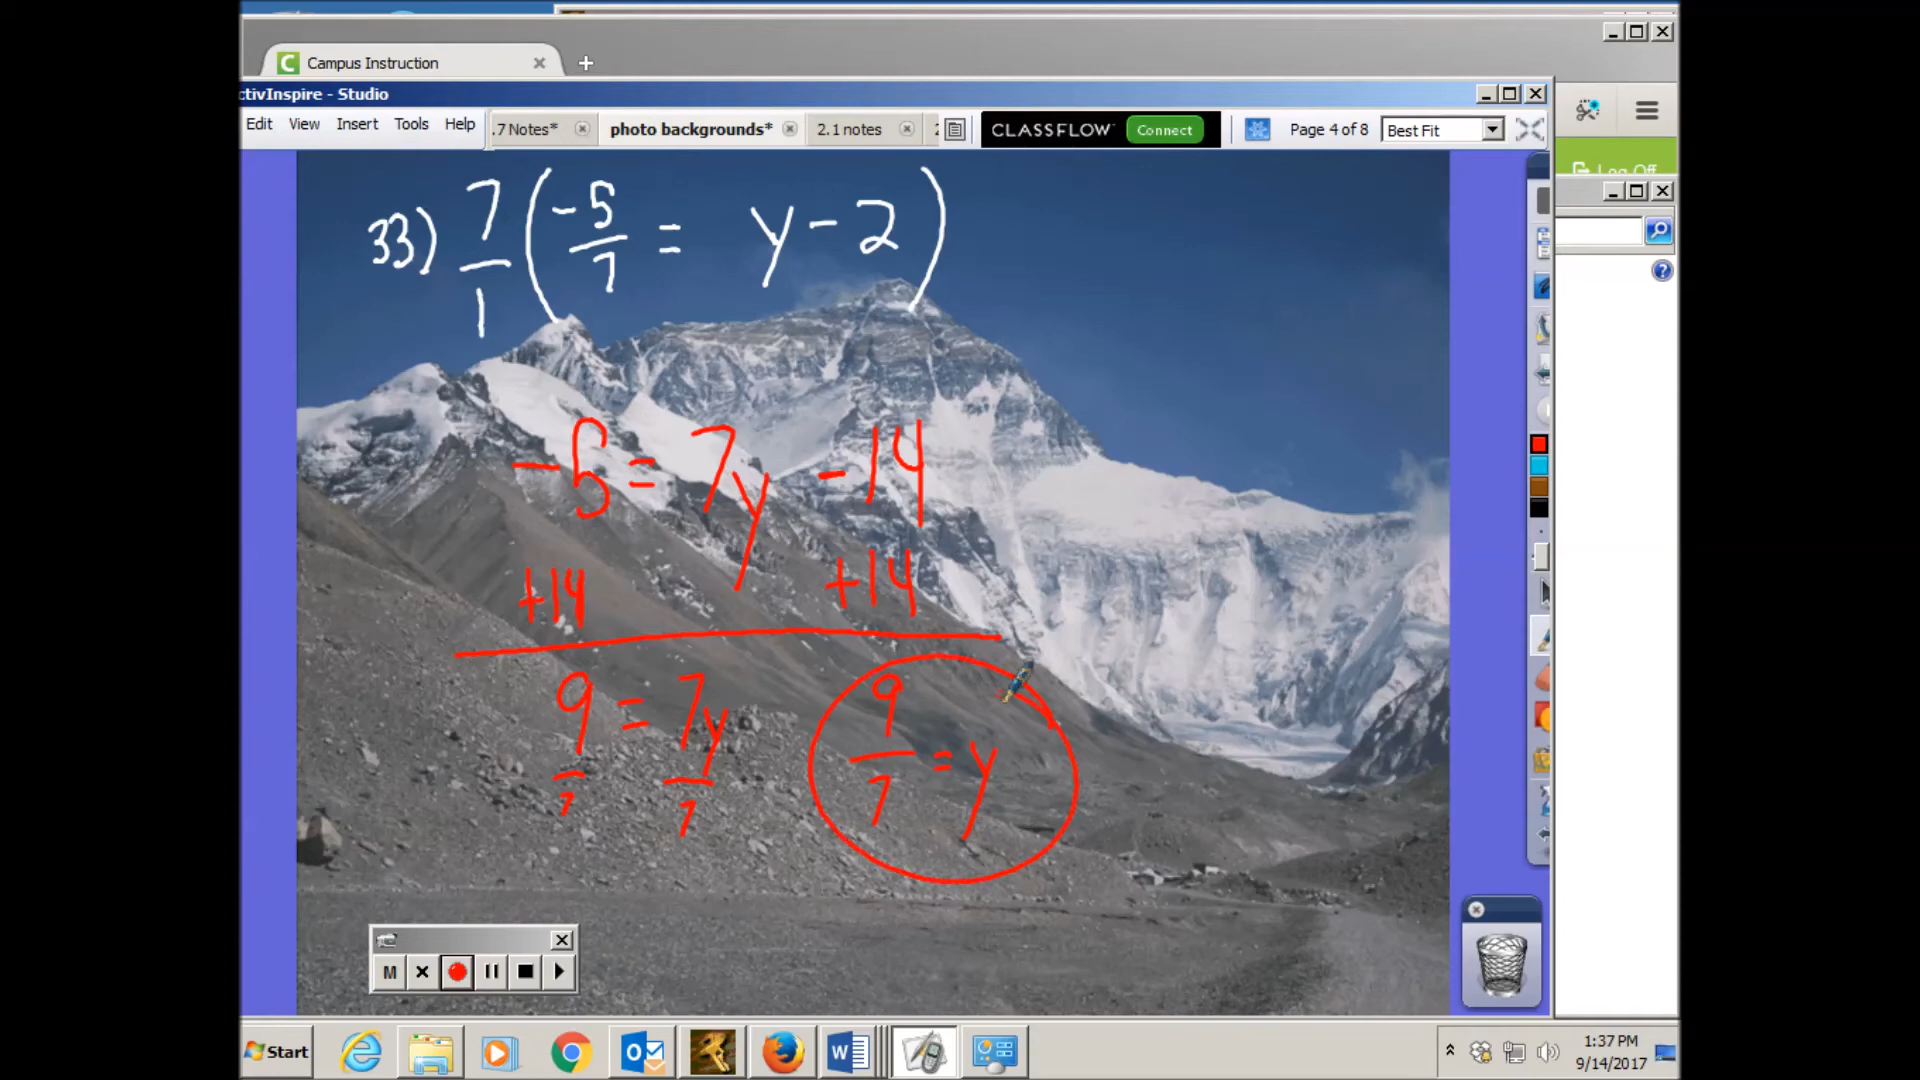 Campus Instruction
ctivInspire - Studio
Edit View Insert Tools Help
.7 Notes* photo backgrounds* 2.1 notes
CLASSFLOW Connect
Page 4 of 8 Best Fit
Log Off
33) 7/1 ( -5/7 = y - 2 )
-5 = 7y - 14
+14 +14
9/7 = 7y/7
9/7 = y
M
Start
1:37 PM
9/14/2017